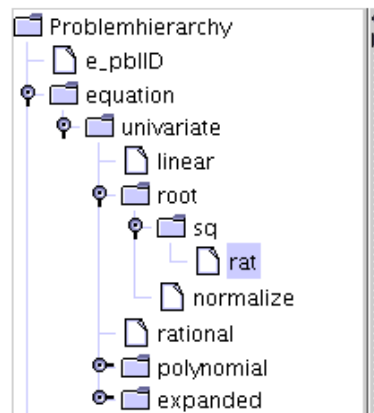 Problemhierarchy
e_pblID
equation
univariate
linear
root
sq
rat
normalize
rational
polynomial
expanded